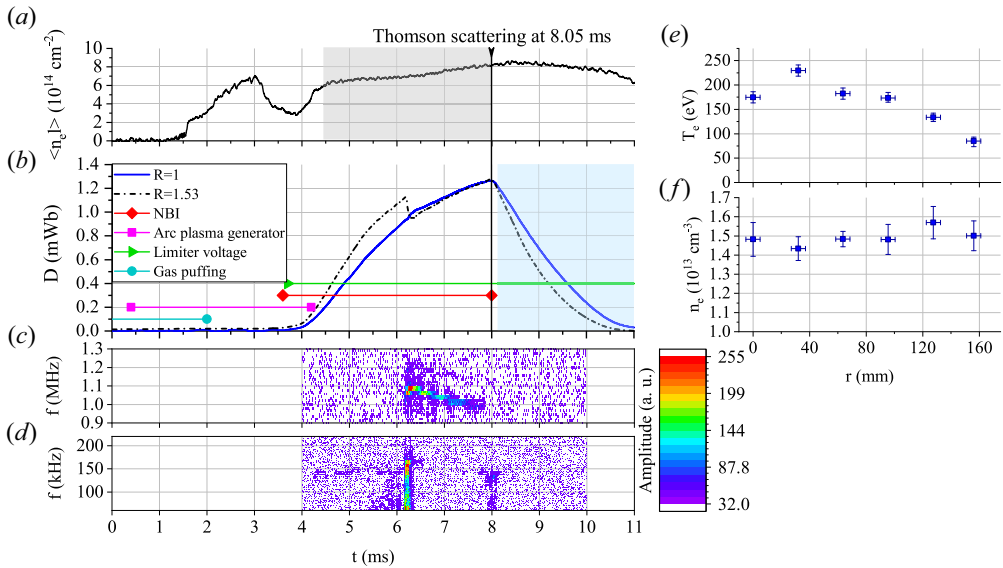 (a)
Thomson scattering at 8.05 ms
<nₑl> (10¹⁴ cm⁻²)
10
8
6
4
2
0
(b)
D (mWb)
1.4
1.2
1.0
0.8
0.6
0.4
0.2
0.0
R=1
R=1.53
NBI
Arc plasma generator
Limiter voltage
Gas puffing
(c)
f (MHz)
1.3
1.2
1.1
1.0
0.9
(d)
f (kHz)
200
150
100
0 1 2 3 4 5 6 7 8 9 10 11
t (ms)
(e)
Tₑ (eV)
250
200
150
100
50
0
(f)
nₑ (10¹³ cm⁻³)
1.7
1.6
1.5
1.4
1.3
1.2
1.1
1.0
0 40 80 120 160
r (mm)
Amplitude (a. u.)
255
199
144
87.8
32.0